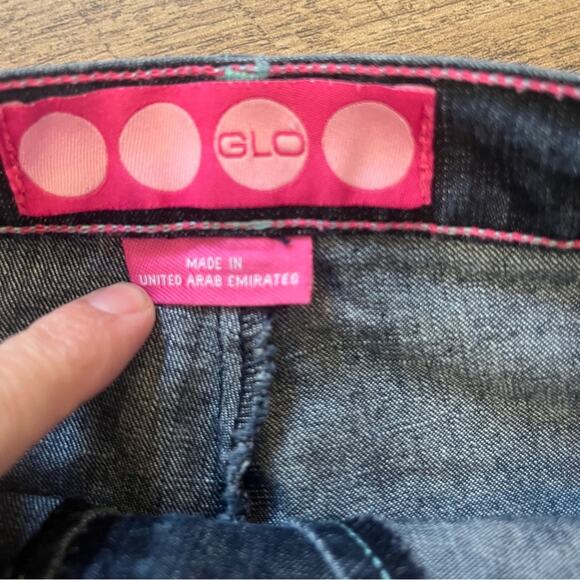 GLO
MADE IN
UNITED ARAB EMIRATES